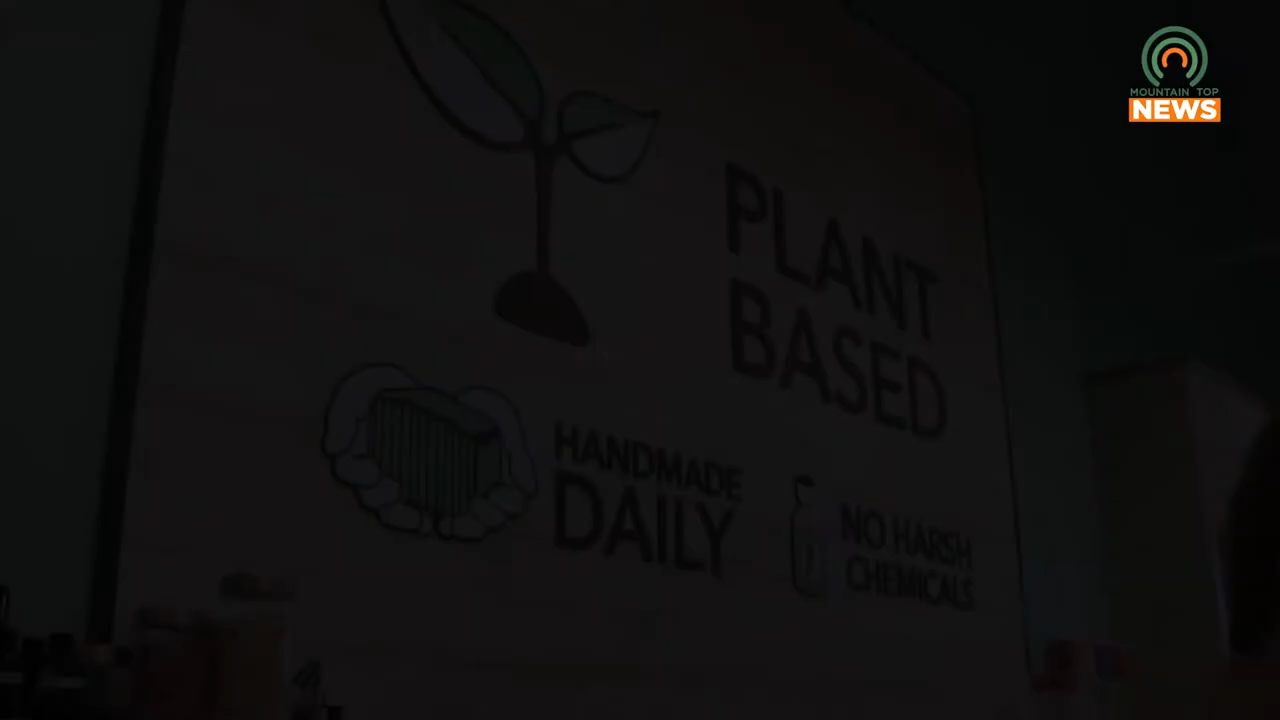 MOUNTAIN TOP
NEWS
PLANT
BASED
HANDMADE
DAILY
NO HARSH
CHEMICALS